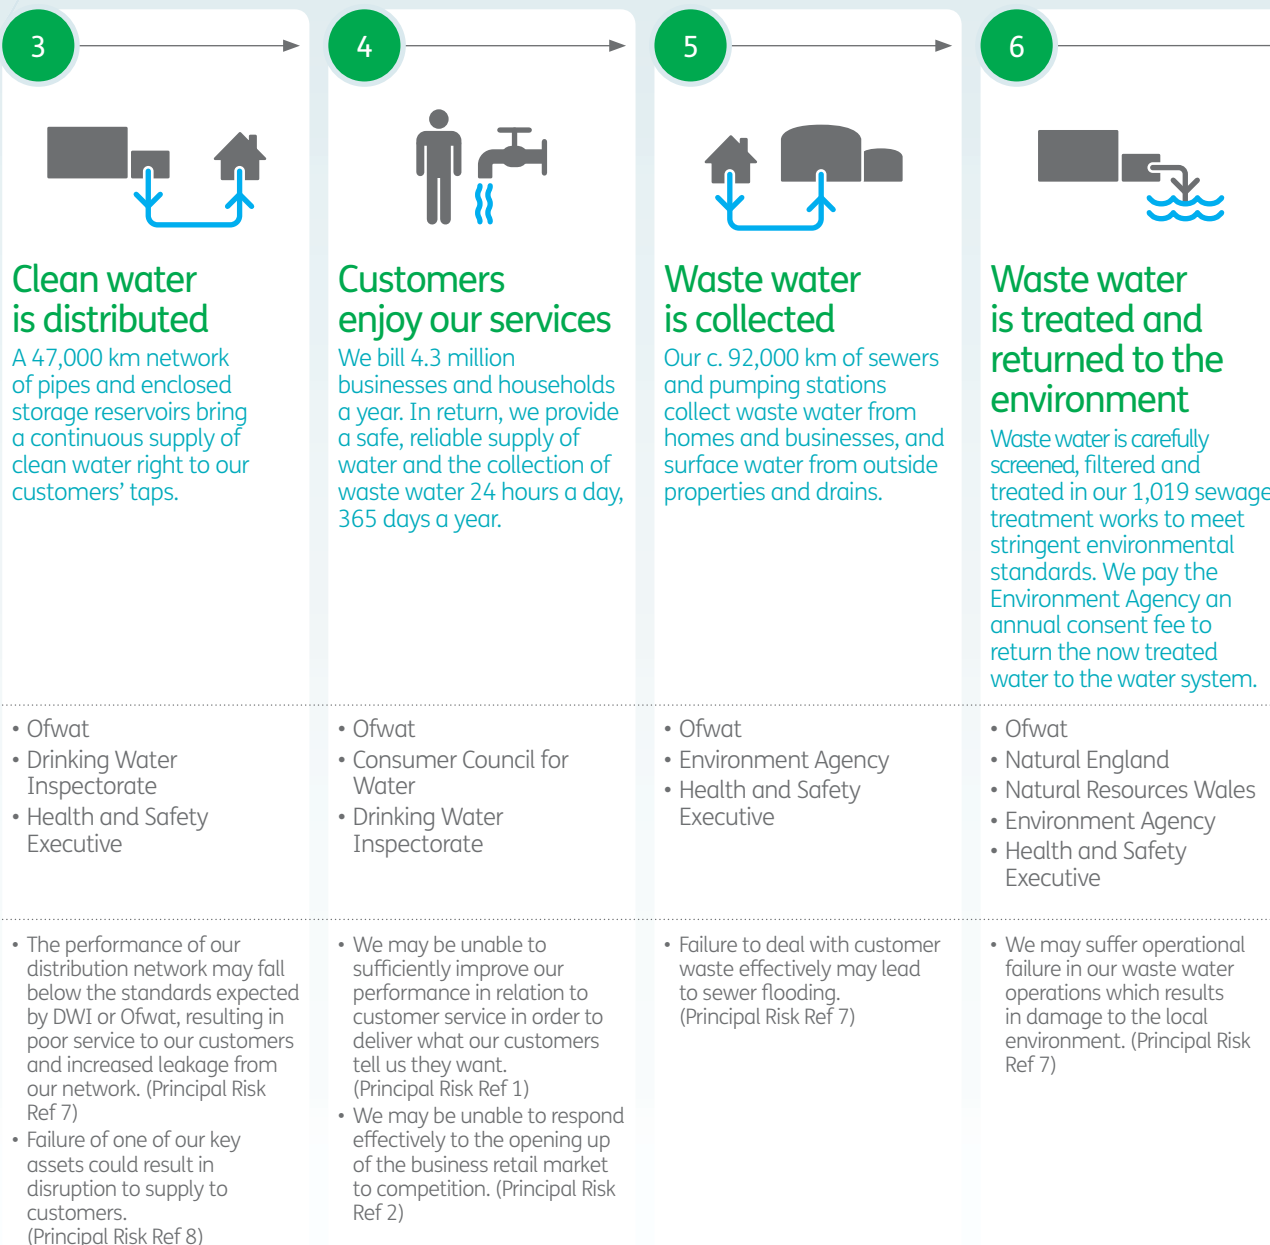 3
Clean water
is distributed
A 47,000 km network
of pipes and enclosed
storage reservoirs bring
a continuous supply of
clean water right to our
customers’ taps.
• Ofwat
• Drinking Water
Inspectorate
• Health and Safety
Executive
• The performance of our
distribution network may fall
below the standards expected
by DWI or Ofwat, resulting in
poor service to our customers
and increased leakage from
our network. (Principal Risk
Ref 7)
• Failure of one of our key
assets could result in
disruption to supply to
customers.
(Principal Risk Ref 8)
4
Customers
enjoy our services
We bill 4.3 million
businesses and households
a year. In return, we provide
a safe, reliable supply of
water and the collection of
waste water 24 hours a day,
365 days a year.
• Ofwat
• Consumer Council for
Water
• Drinking Water
Inspectorate
• We may be unable to
sufficiently improve our
performance in relation to
customer service in order to
deliver what our customers
tell us they want.
(Principal Risk Ref 1)
• We may be unable to respond
effectively to the opening up
of the business retail market
to competition. (Principal Risk
Ref 2)
5
Waste water
is collected
Our c. 92,000 km of sewers
and pumping stations
collect waste water from
homes and businesses, and
surface water from outside
properties and drains.
• Ofwat
• Environment Agency
• Health and Safety
Executive
• Failure to deal with customer
waste effectively may lead
to sewer flooding.
(Principal Risk Ref 7)
6
Waste water
is treated and
returned to the
environment
Waste water is carefully
screened, filtered and
treated in our 1,019 sewage
treatment works to meet
stringent environmental
standards. We pay the
Environment Agency an
annual consent fee to
return the now treated
water to the water system.
• Ofwat
• Natural England
• Natural Resources Wales
• Environment Agency
• Health and Safety
Executive
• We may suffer operational
failure in our waste water
operations which results
in damage to the local
environment. (Principal Risk
Ref 7)